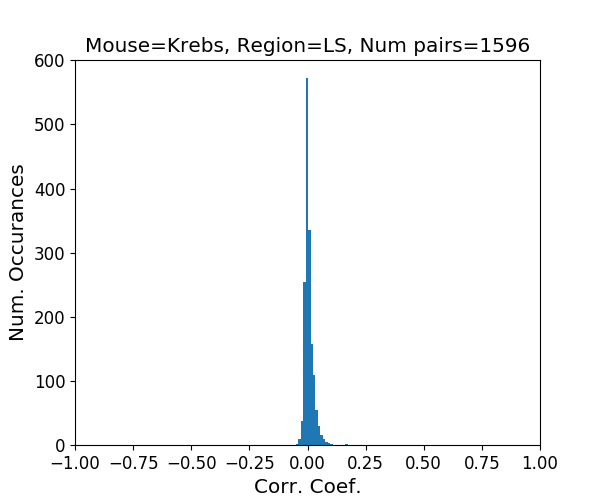 Mouse=Krebs, Region=LS, Num pairs=1596
600
500
400
300
200
100
0
Num. Occurances
−1.00 −0.75 −0.50 −0.25 0.00 0.25 0.50 0.75 1.00
Corr. Coef.